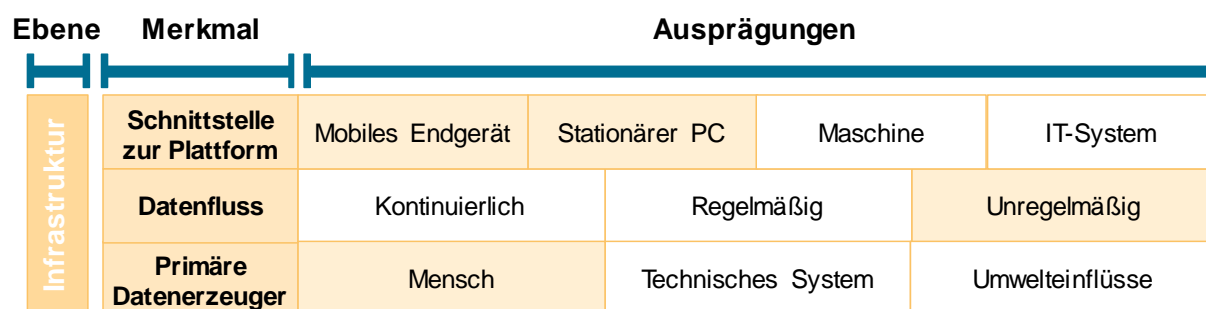 Ebene Merkmal Ausprägungen
Infrastruktur
Schnittstelle
zur Plattform
Mobiles Endgerät Stationärer PC Maschine IT-System
Datenfluss Kontinuierlich Regelmäßig Unregelmäßig
Primäre
Datenerzeuger
Mensch Technisches System Umwelteinflüsse